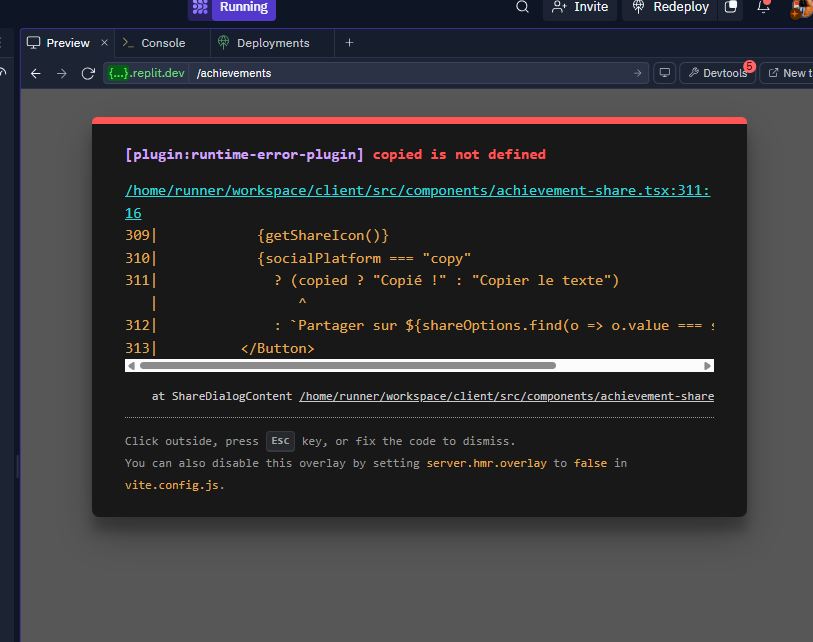 Running
Invite
Redeploy
Preview ×
>_ Console
Deployments
+
{...}.replit.dev /achievements
Devtools 5
New t
[plugin:runtime-error-plugin] copied is not defined
/home/runner/workspace/client/src/components/achievement-share.tsx:311:
16
309| {getShareIcon()}
310| {socialPlatform === "copy"
311| ? (copied ? "Copié !" : "Copier le texte")
| ^
312| : `Partager sur ${shareOptions.find(o => o.value === s
313| </Button>
at ShareDialogContent /home/runner/workspace/client/src/components/achievement-share
Click outside, press Esc key, or fix the code to dismiss.
You can also disable this overlay by setting server.hmr.overlay to false in
vite.config.js.